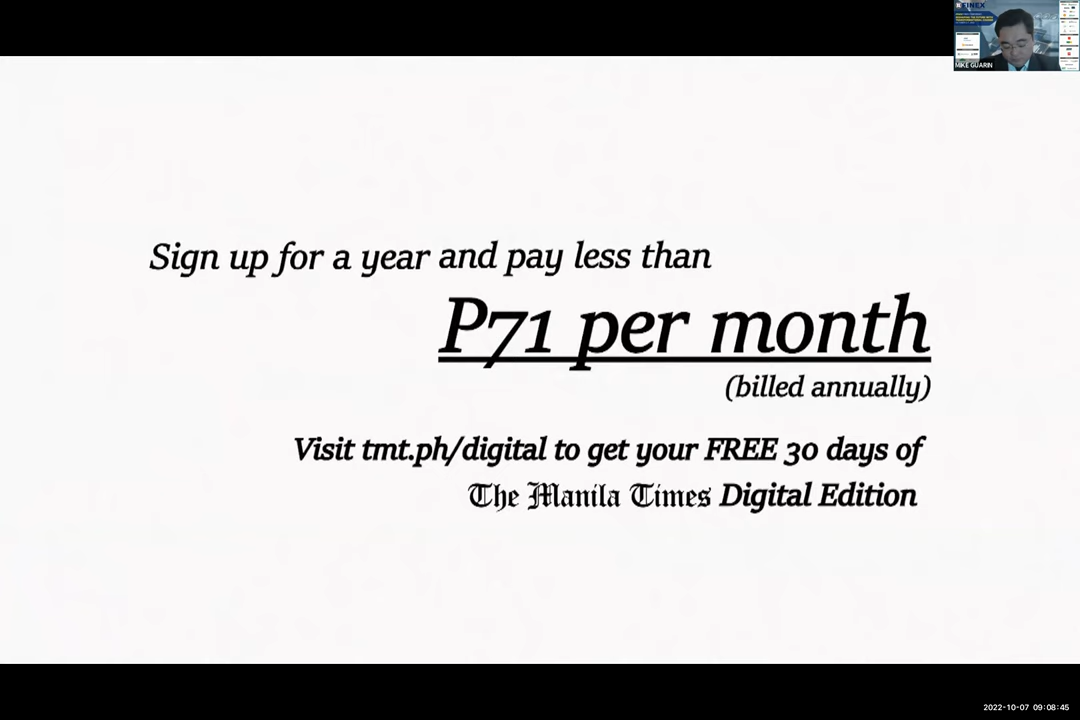 FINEX
MIKE GUARIN
Sign up for a year and pay less than
P71 per month
(billed annually)
Visit tmt.ph/digital to get your FREE 30 days of
The Manila Times Digital Edition
2022-10-07 09:08:45